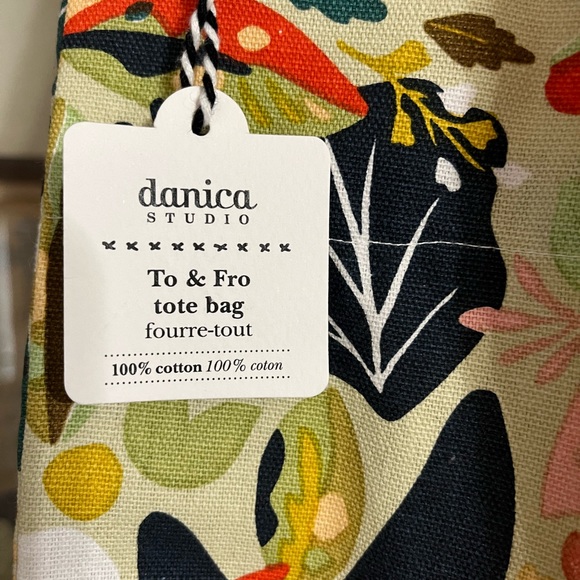 danica
STUDIO
To & Fro
tote bag
fourre-tout
100% cotton 100% coton